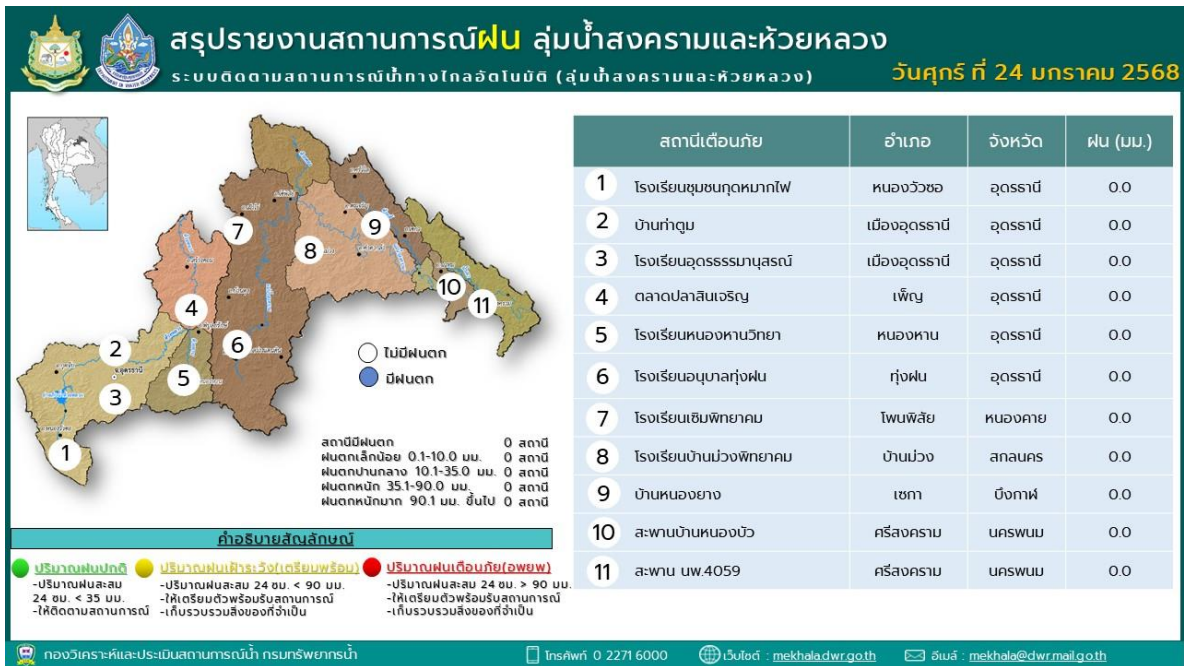 สรุปรายงานสถานการณ์ฝน ลุ่มน้ำสงครามและห้วยหลวง
ระบบติดตามสถานการณ์น้ำทางไกลอัตโนมัติ (ลุ่มน้ำสงครามและห้วยหลวง)
วันศุกร์ ที่ 24 มกราคม 2568
สถานีเตือนภัย อำเภอ จังหวัด ฝน (มม.)
1 โรงเรียนชุมชนกุดหมากไฟ หนองวัวซอ อุดรธานี 0.0
2 บ้านท่าตูม เมืองอุดรธานี อุดรธานี 0.0
3 โรงเรียนอุดรธรรมานุสรณ์ เมืองอุดรธานี อุดรธานี 0.0
4 ตลาดปลาสินเจริญ เพ็ญ อุดรธานี 0.0
5 โรงเรียนหนองหานวิทยา หนองหาน อุดรธานี 0.0
6 โรงเรียนอนุบาลทุ่งฝน ทุ่งฝน อุดรธานี 0.0
7 โรงเรียนเซิมพิทยาคม โพนพิสัย หนองคาย 0.0
8 โรงเรียนบ้านม่วงพิทยาคม บ้านม่วง สกลนคร 0.0
9 บ้านหนองยาง เซกา บึงกาฬ 0.0
10 สะพานบ้านหนองบัว ศรีสงคราม นครพนม 0.0
11 สะพาน นพ.4059 ศรีสงคราม นครพนม 0.0
7
8
9
10
11
4
6
2
5
3
1
ไม่มีฝนตก
มีฝนตก
สถานีมีฝนตก 0 สถานี
ฝนตกเล็กน้อย 0.1-10.0 มม. 0 สถานี
ฝนตกปานกลาง 10.1-35.0 มม. 0 สถานี
ฝนตกหนัก 35.1-90.0 มม. 0 สถานี
ฝนตกหนักมาก 90.1 มม. ขึ้นไป 0 สถานี
คำอธิบายสัญลักษณ์
ปริมาณฝนปกติ
-ปริมาณฝนสะสม
24 ชม. < 35 มม.
-ให้ติดตามสถานการณ์
ปริมาณฝนเฝ้าระวัง(เตรียมพร้อม)
-ปริมาณฝนสะสม 24 ชม. < 90 มม.
-ให้เตรียมตัวพร้อมรับสถานการณ์
-เก็บรวบรวมสิ่งของที่จำเป็น
ปริมาณฝนเตือนภัย(อพยพ)
-ปริมาณฝนสะสม 24 ชม. > 90 มม.
-ให้เตรียมตัวพร้อมรับสถานการณ์
-เก็บรวบรวมสิ่งของที่จำเป็น
กองวิเคราะห์และประเมินสถานการณ์น้ำ กรมทรัพยากรน้ำ โทรศัพท์ 0 2271 6000 เว็บไซต์ : mekhala.dwr.go.th อีเมล์ : mekhala@dwr.mail.go.th